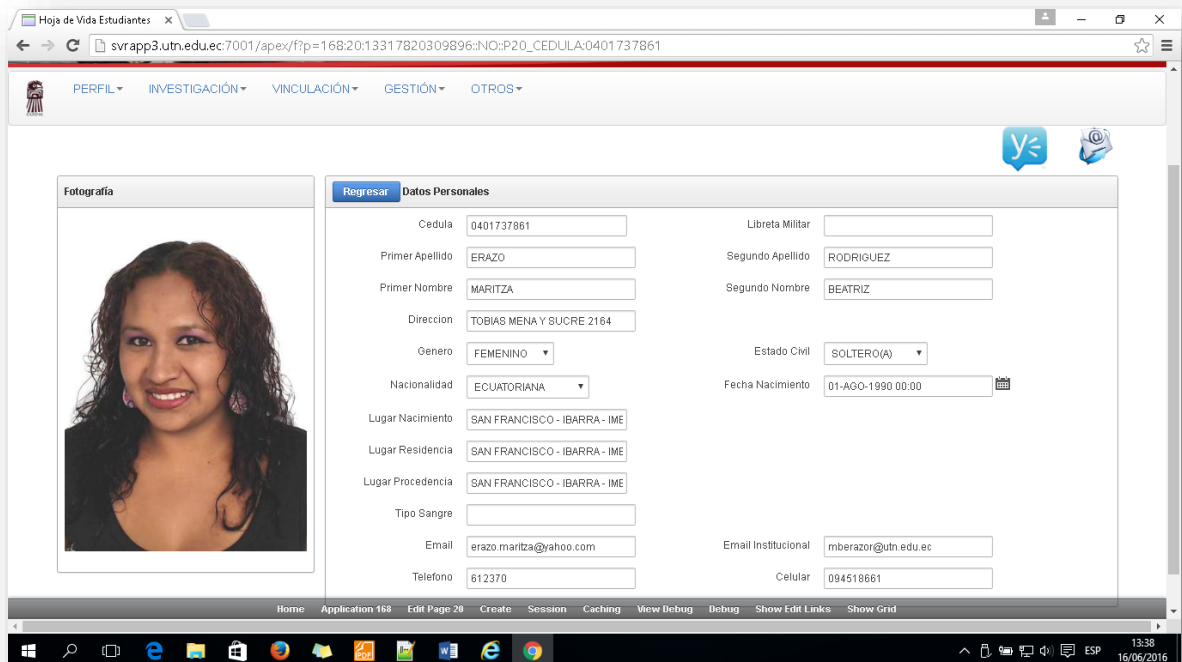 Hoja de Vida Estudiantes
svrapp3.utn.edu.ec:7001/apex/f?p=168:20:13317820309896::NO::P20_CEDULA:0401737861
PERFIL INVESTIGACIÓN VINCULACIÓN GESTIÓN OTROS
Fotografía
Regresar Datos Personales
Cedula 0401737861 Libreta Militar
Primer Apellido ERAZO Segundo Apellido RODRIGUEZ
Primer Nombre MARITZA Segundo Nombre BEATRIZ
Direccion TOBIAS MENA Y SUCRE 2164
Genero FEMENINO Estado Civil SOLTERO(A)
Nacionalidad ECUATORIANA Fecha Nacimiento 01-AGO-1990 00:00
Lugar Nacimiento SAN FRANCISCO - IBARRA - IME
Lugar Residencia SAN FRANCISCO - IBARRA - IME
Lugar Procedencia SAN FRANCISCO - IBARRA - IME
Tipo Sangre
Email erazo.maritza@yahoo.com Email Institucional mberazor@utn.edu.ec
Telefono 612370 Celular 094518661
Home Application 168 Edit Page 20 Create Session Caching View Debug Debug Show Edit Links Show Grid
ESP 13:38
16/06/2016